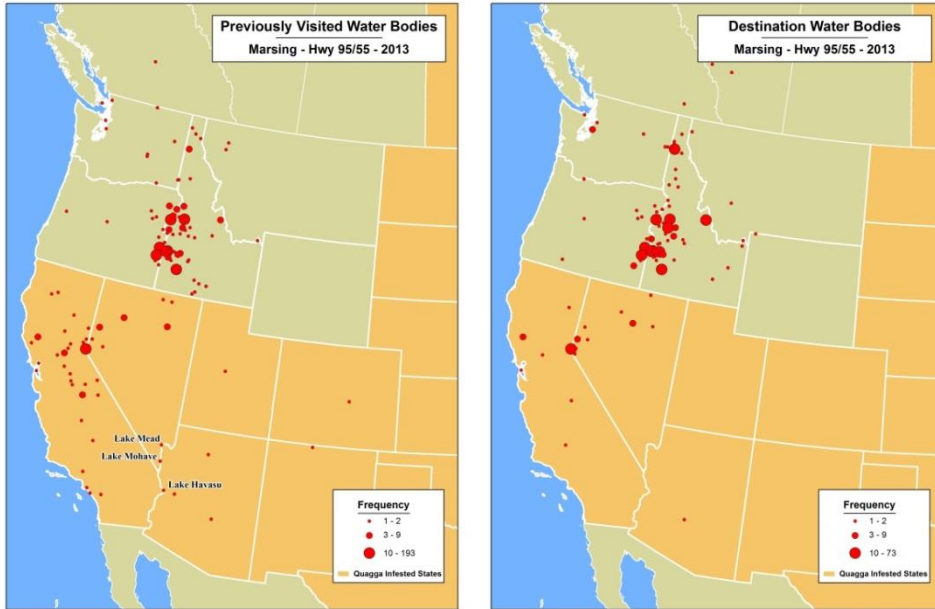 Previously Visited Water Bodies
Marsing - Hwy 95/55 - 2013
Lake Mead
Lake Mohave
Lake Havasu
Frequency
1 - 2
3 - 9
10 - 193
Quagga Infested States
Destination Water Bodies
Marsing - Hwy 95/55 - 2013
Frequency
1 - 2
3 - 9
10 - 73
Quagga Infested States